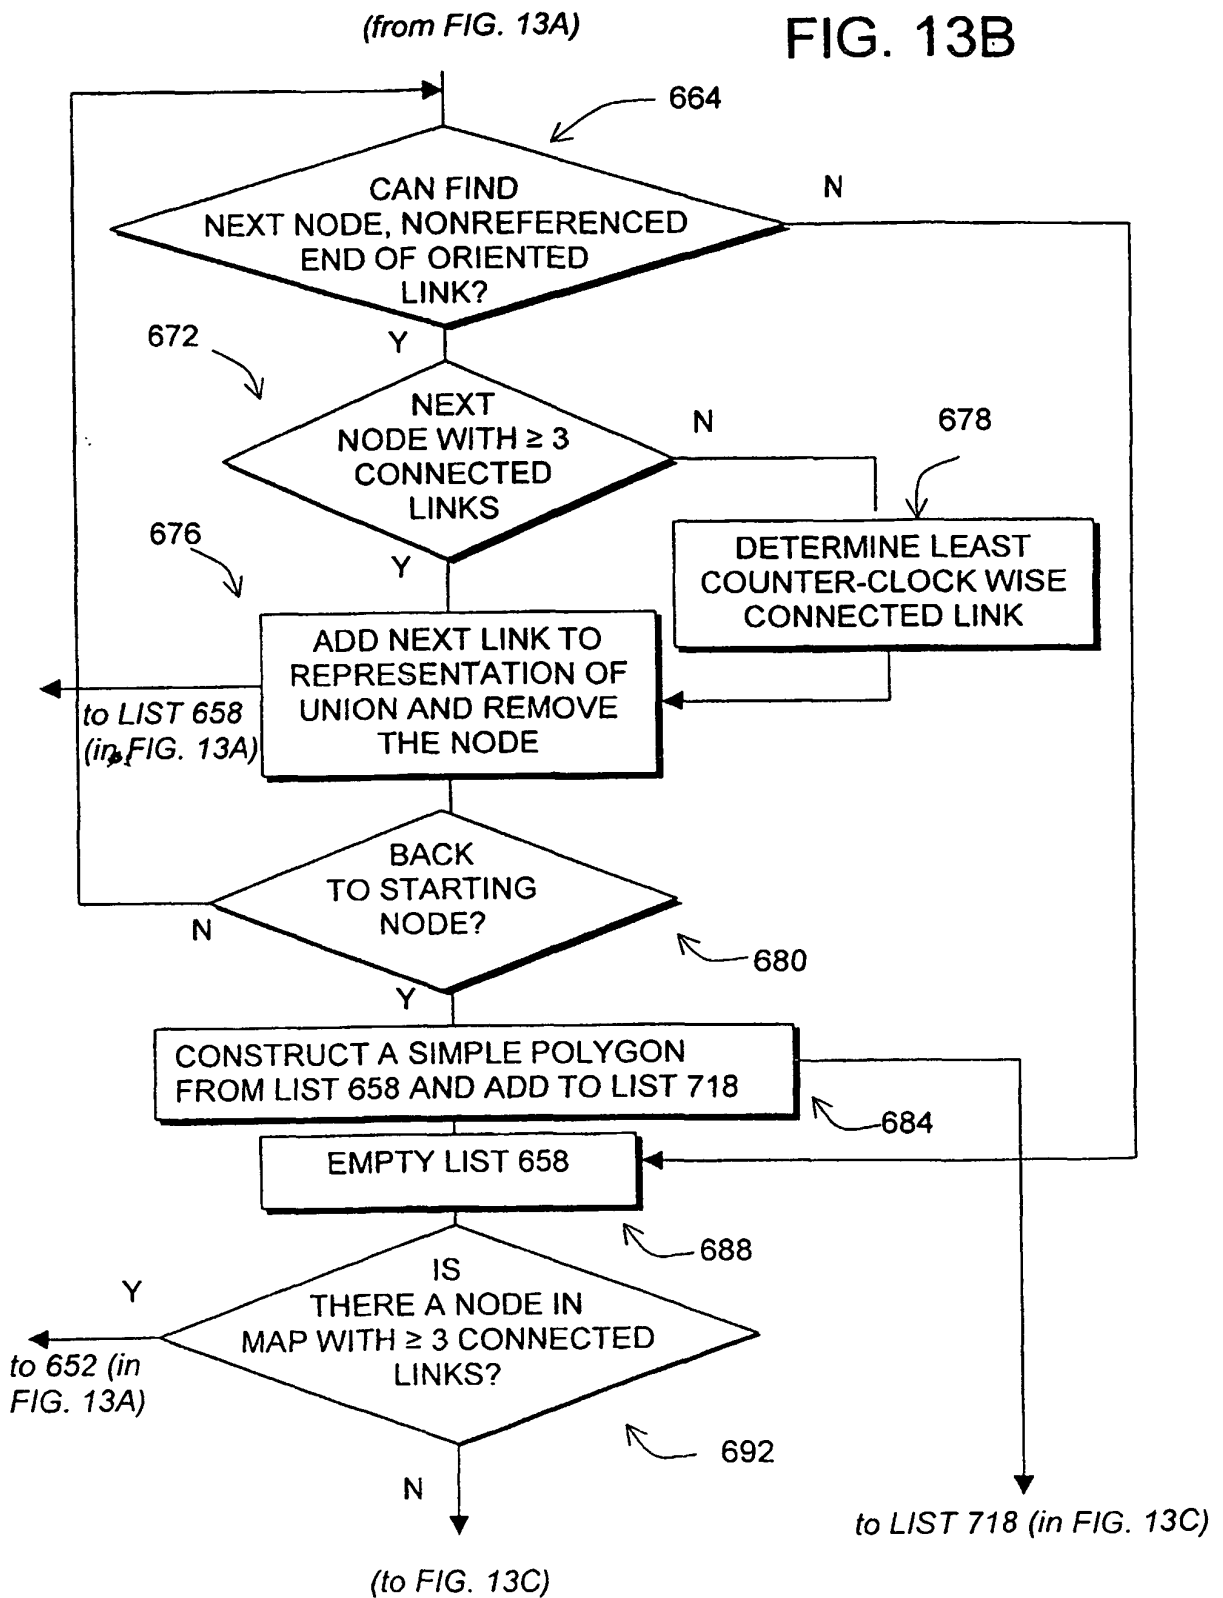 (from FIG. 13A)
FIG. 13B
664
CAN FIND
NEXT NODE, NONREFERENCED
END OF ORIENTED
LINK?
N
Y
672
NEXT
NODE WITH ≥ 3
CONNECTED
LINKS
N
678
676
Y
DETERMINE LEAST
COUNTER-CLOCK WISE
CONNECTED LINK
ADD NEXT LINK TO
REPRESENTATION OF
UNION AND REMOVE
THE NODE
to LIST 658
(in FIG. 13A)
BACK
TO STARTING
NODE?
N
680
Y
CONSTRUCT A SIMPLE POLYGON
FROM LIST 658 AND ADD TO LIST 718
684
EMPTY LIST 658
688
IS
THERE A NODE IN
MAP WITH ≥ 3 CONNECTED
LINKS?
Y
to 652 (in
FIG. 13A)
692
N
to LIST 718 (in FIG. 13C)
(to FIG. 13C)